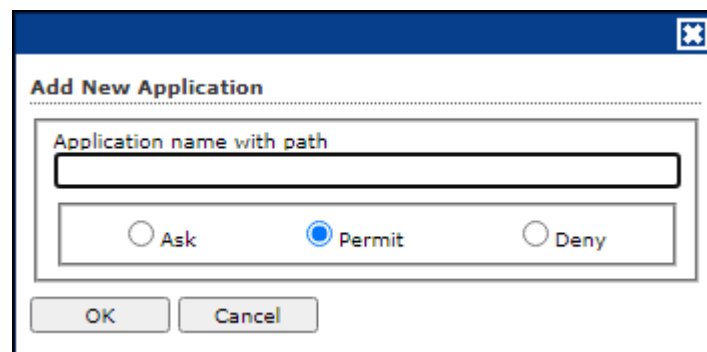 Add New Application
Application name with path
Ask Permit Deny
OK Cancel